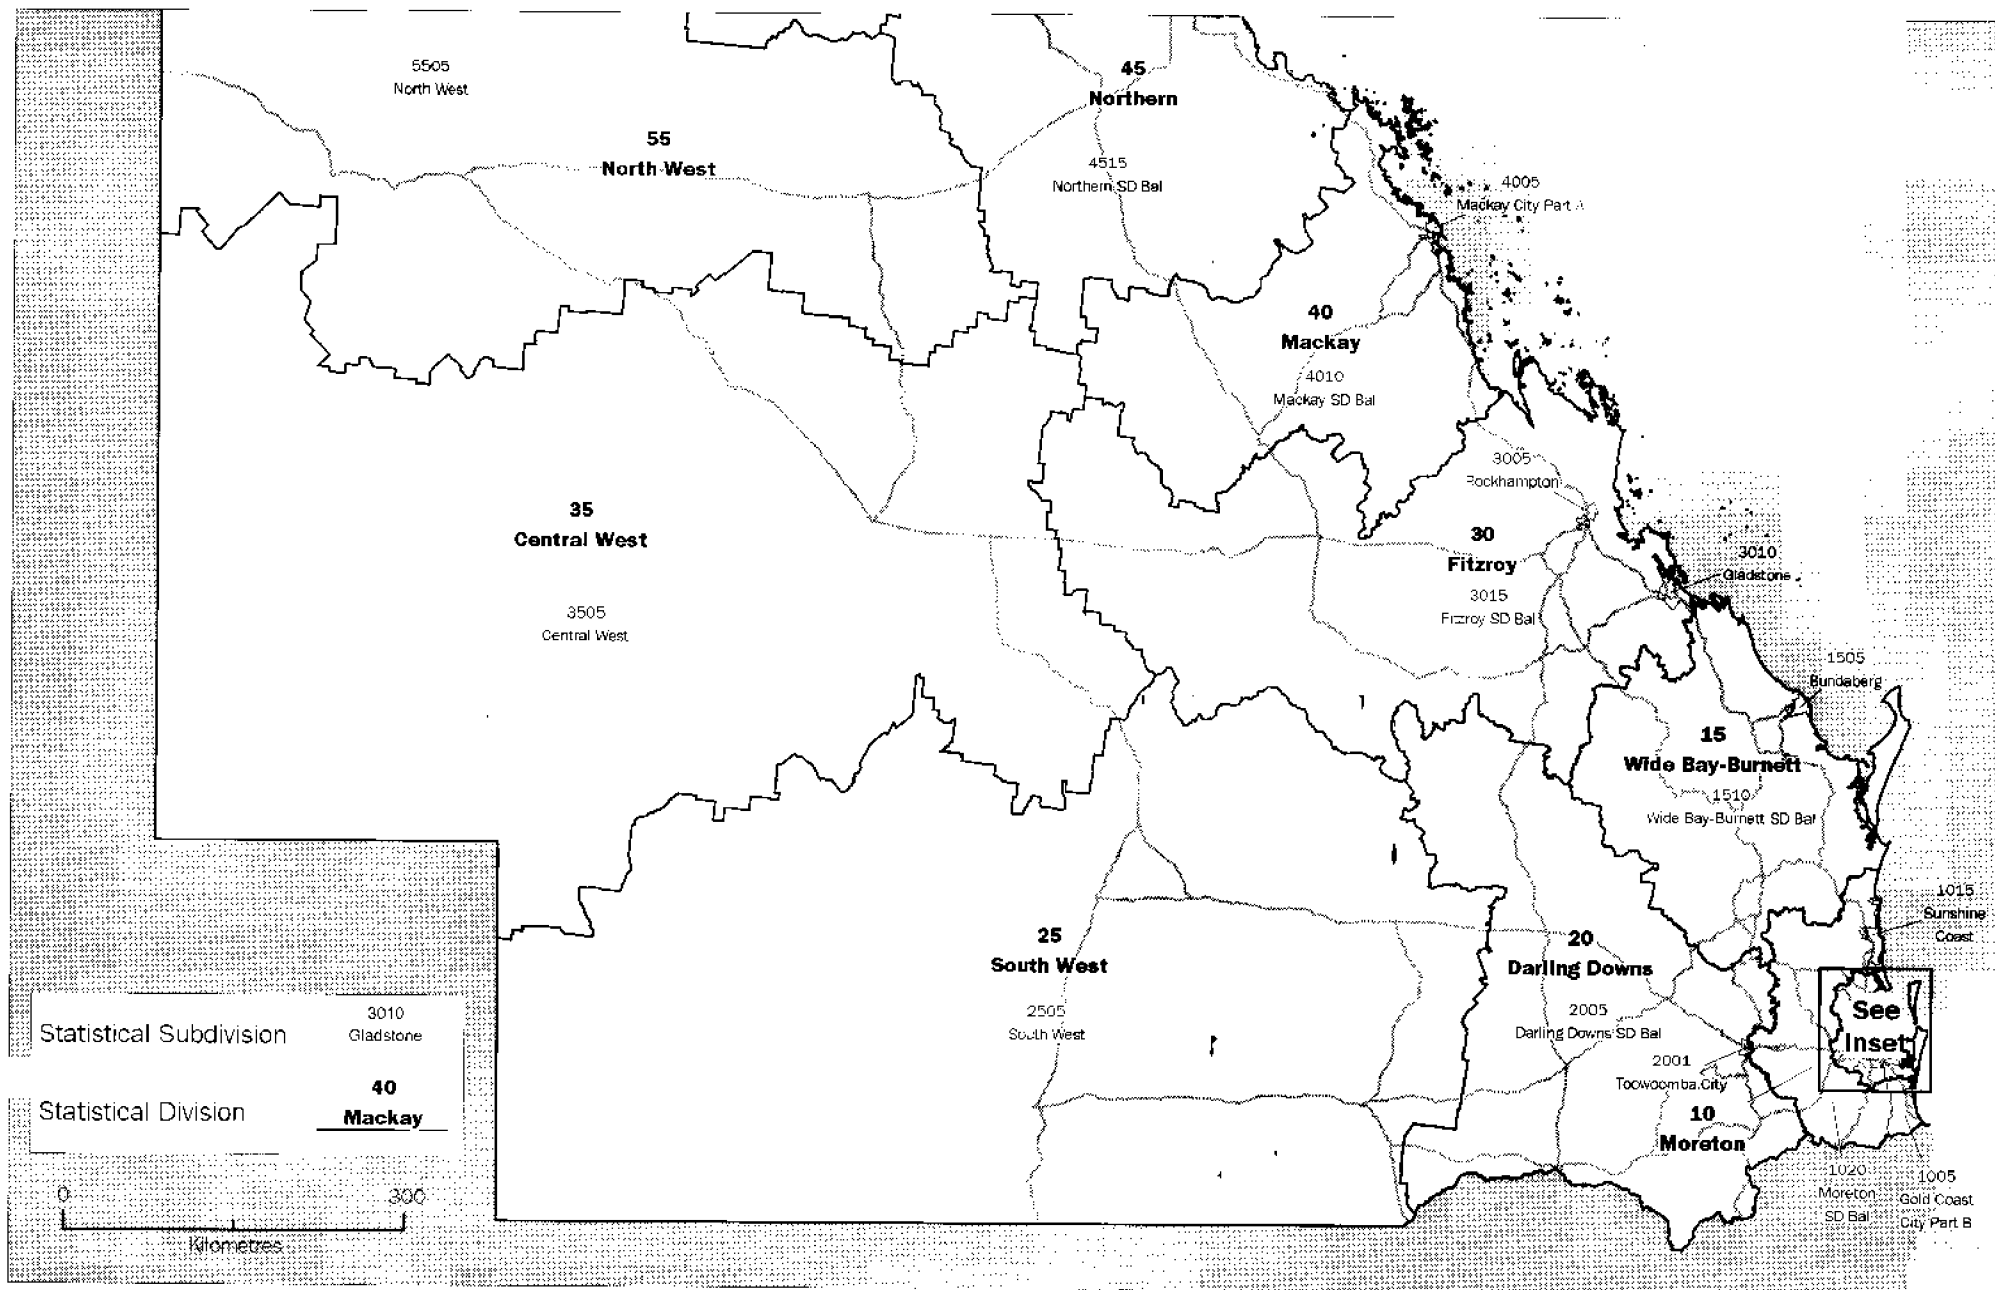 5505
North West
45
Northern
55
North West
4515
Northern SD Bal
4005
Mackay City Part A
40
Mackay
4010
Mackay SD Bal
3005
Rockhampton
35
Central West
30
Fitzroy
3010
Gladstone
3015
Fitzroy SD Bal
3505
Central West
1505
Bundaberg
15
Wide Bay-Burnett
1510
Wide Bay-Burnett SD Bal
1015
Sunshine
Coast
25
South West
20
Darling Downs
See
Inset
2505
South West
2005
Darling Downs SD Bal
2001
Toowoomba City
10
Moreton
1020
Moreton
SD Bal
1005
Gold Coast
City Part B
Statistical Subdivision
3010
Gladstone
Statistical Division
40
Mackay
0
300
Kilometres